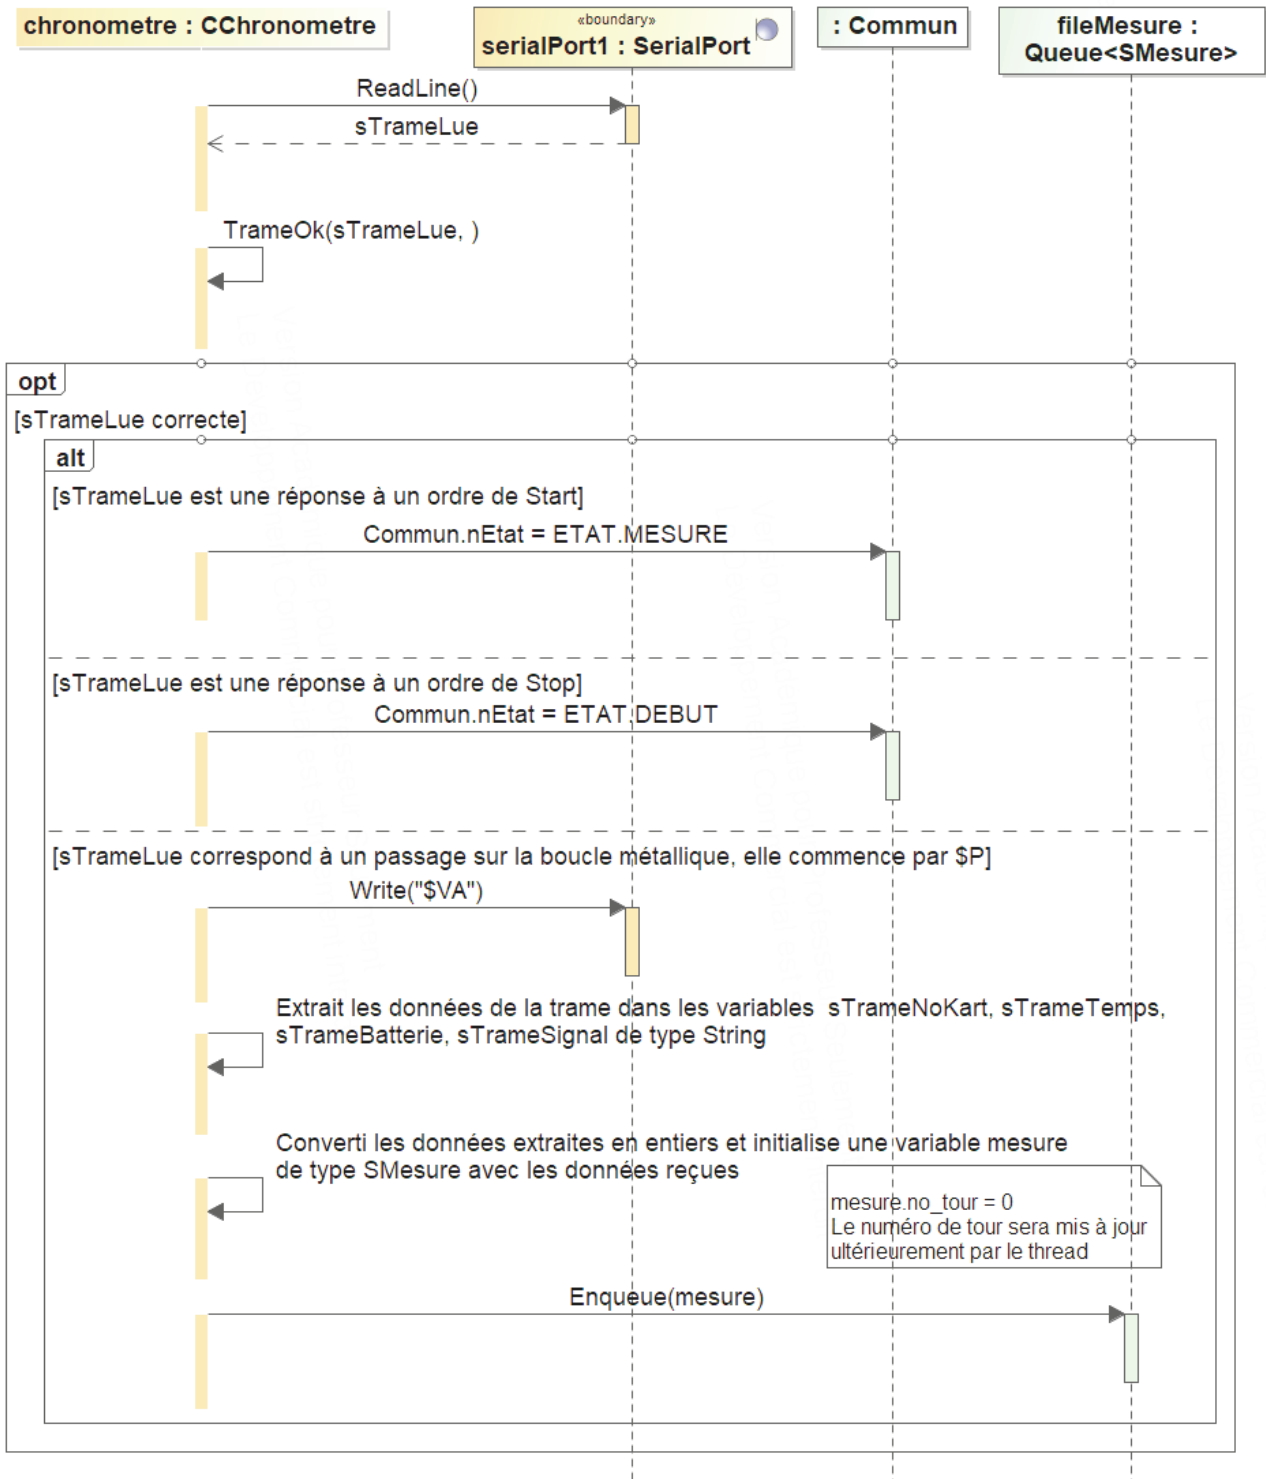 chronometre : CChronometre
«boundary»
serialPort1 : SerialPort
: Commun
fileMesure :
Queue<SMesure>
ReadLine()
sTrameLue
TrameOk(sTrameLue, )
opt
[sTrameLue correcte]
alt
[sTrameLue est une réponse à un ordre de Start]
Commun.nEtat = ETAT.MESURE
[sTrameLue est une réponse à un ordre de Stop]
Commun.nEtat = ETAT.DEBUT
[sTrameLue correspond à un passage sur la boucle métallique, elle commence par $P]
Write("$VA")
Extrait les données de la trame dans les variables sTrameNoKart, sTrameTemps,
sTrameBatterie, sTrameSignal de type String
Converti les données extraites en entiers et initialise une variable mesure
de type SMesure avec les données reçues
mesure.no_tour = 0
Le numéro de tour sera mis à jour
ultérieurement par le thread
Enqueue(mesure)